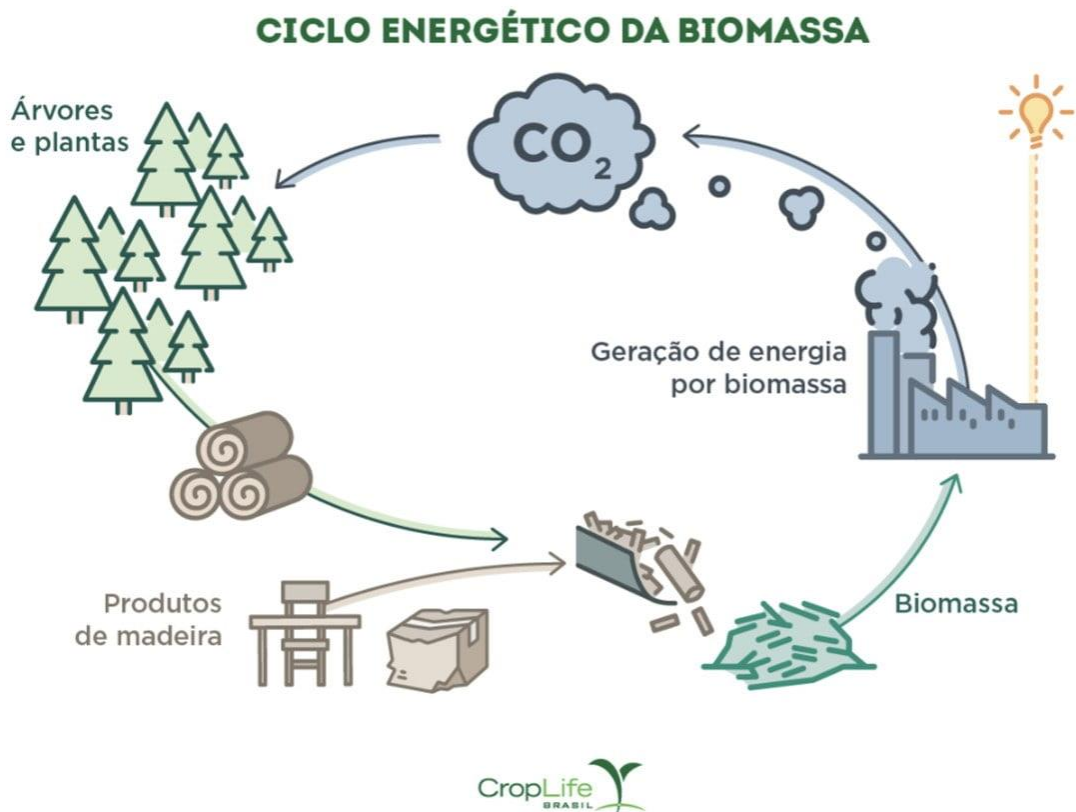 CICLO ENERGÉTICO DA BIOMASSA
Árvores
e plantas
CO₂
Geração de energia
por biomassa
Produtos
de madeira
Biomassa
CropLife
BRASIL